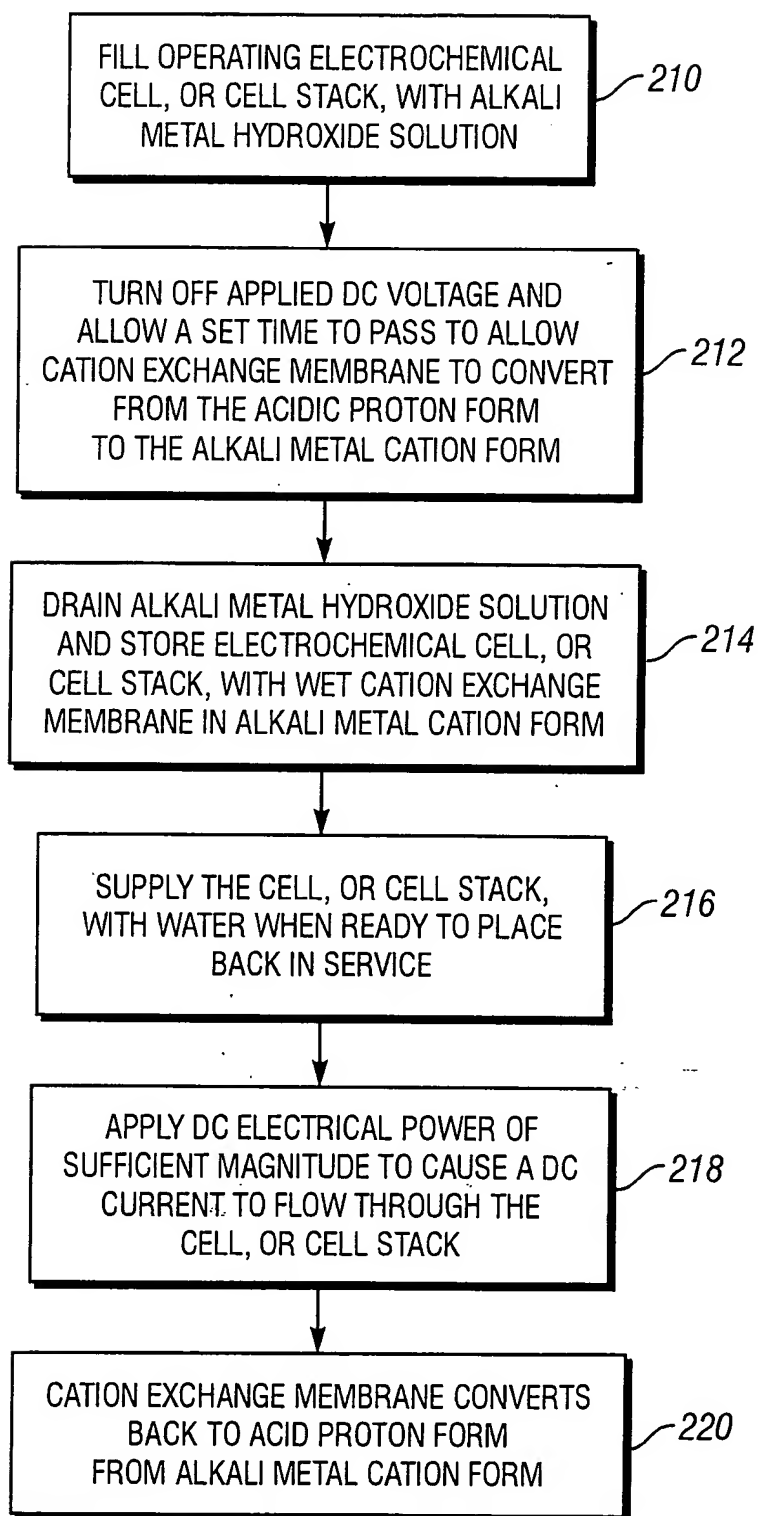 FILL OPERATING ELECTROCHEMICAL
CELL, OR CELL STACK, WITH ALKALI
METAL HYDROXIDE SOLUTION
210
TURN OFF APPLIED DC VOLTAGE AND
ALLOW A SET TIME TO PASS TO ALLOW
CATION EXCHANGE MEMBRANE TO CONVERT
FROM THE ACIDIC PROTON FORM
TO THE ALKALI METAL CATION FORM
212
DRAIN ALKALI METAL HYDROXIDE SOLUTION
AND STORE ELECTROCHEMICAL CELL, OR
CELL STACK, WITH WET CATION EXCHANGE
MEMBRANE IN ALKALI METAL CATION FORM
214
SUPPLY THE CELL, OR CELL STACK,
WITH WATER WHEN READY TO PLACE
BACK IN SERVICE
216
APPLY DC ELECTRICAL POWER OF
SUFFICIENT MAGNITUDE TO CAUSE A DC
CURRENT TO FLOW THROUGH THE
CELL, OR CELL STACK
218
CATION EXCHANGE MEMBRANE CONVERTS
BACK TO ACID PROTON FORM
FROM ALKALI METAL CATION FORM
220